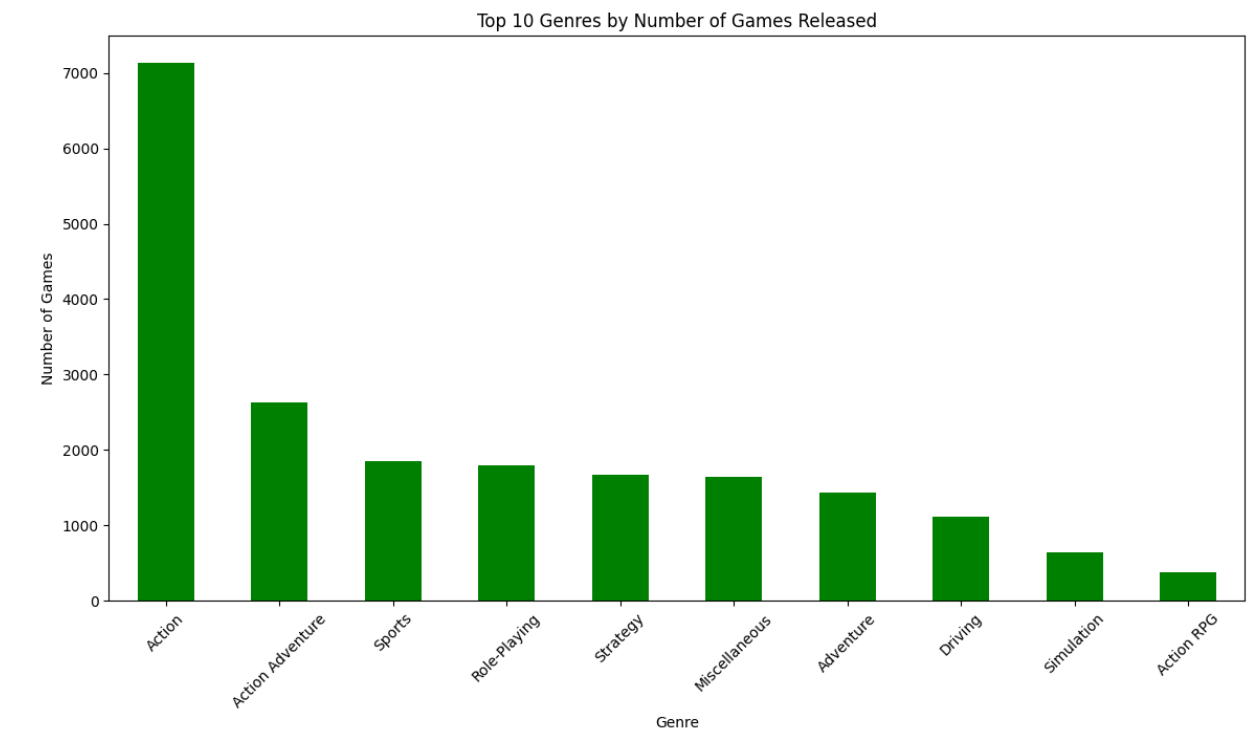 Top 10 Genres by Number of Games Released
Number of Games
7000
6000
5000
4000
3000
2000
1000
0
Action
Action Adventure
Sports
Role-Playing
Strategy
Miscellaneous
Adventure
Driving
Simulation
Action RPG
Genre